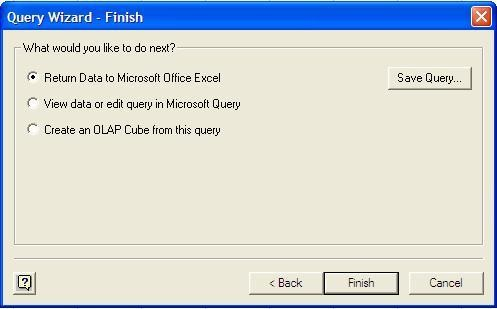 Query Wizard - Finish
What would you like to do next?
Return Data to Microsoft Office Excel
Save Query...
View data or edit query in Microsoft Query
Create an OLAP Cube from this query
?
< Back
Finish
Cancel